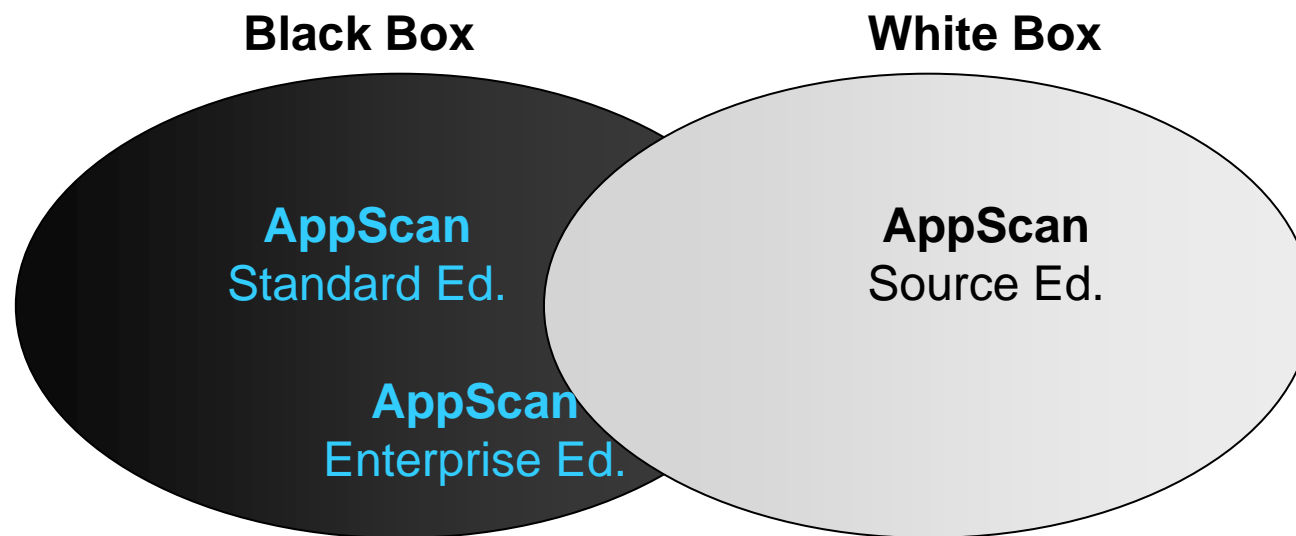 Black Box
White Box
AppScan
Standard Ed.
AppScan
Source Ed.
AppScan
Enterprise Ed.